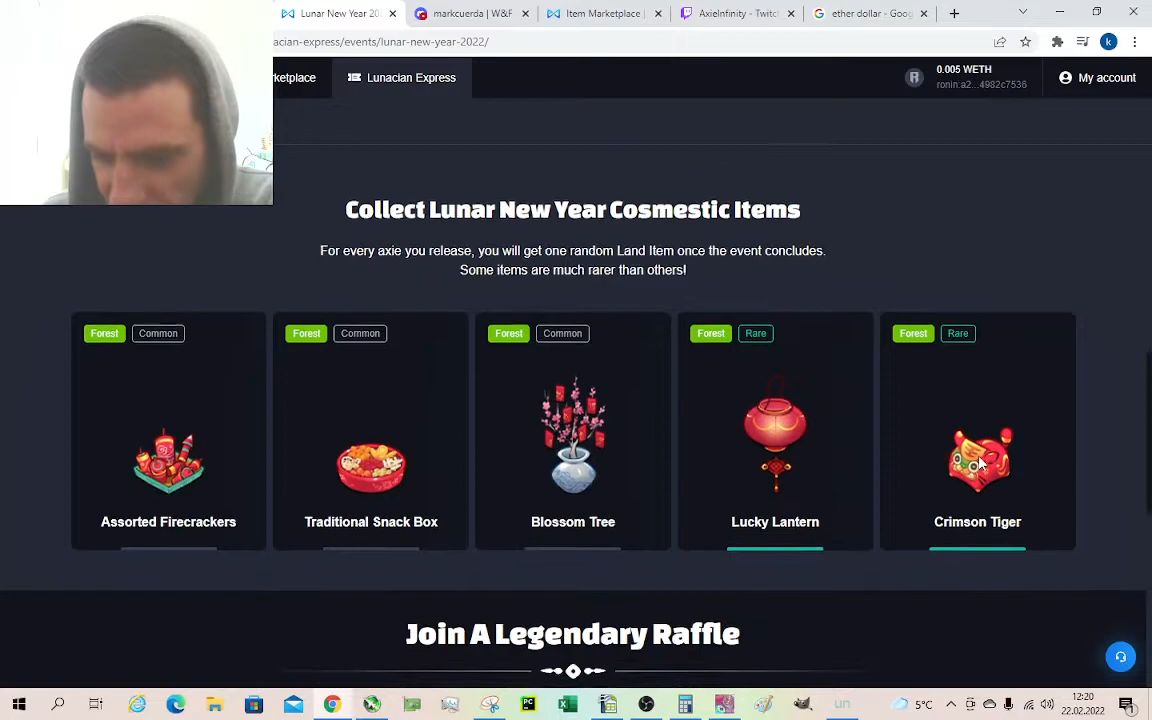 Lunar New Year 202
markcuerda | W&F
Item Marketplace |
AxieInfinity - Twitch
ether dollar - Goog
acian-express/events/lunar-new-year-2022/
rketplace
Lunacian Express
0.005 WETH
ronin:a2...4982c7536
My account
Collect Lunar New Year Cosmestic Items
For every axie you release, you will get one random Land Item once the event concludes.
Some items are much rarer than others!
Forest Common
Forest Common
Forest Common
Forest Rare
Forest Rare
Assorted Firecrackers
Traditional Snack Box
Blossom Tree
Lucky Lantern
Crimson Tiger
Join A Legendary Raffle
5°C
12:20
22.02.2022